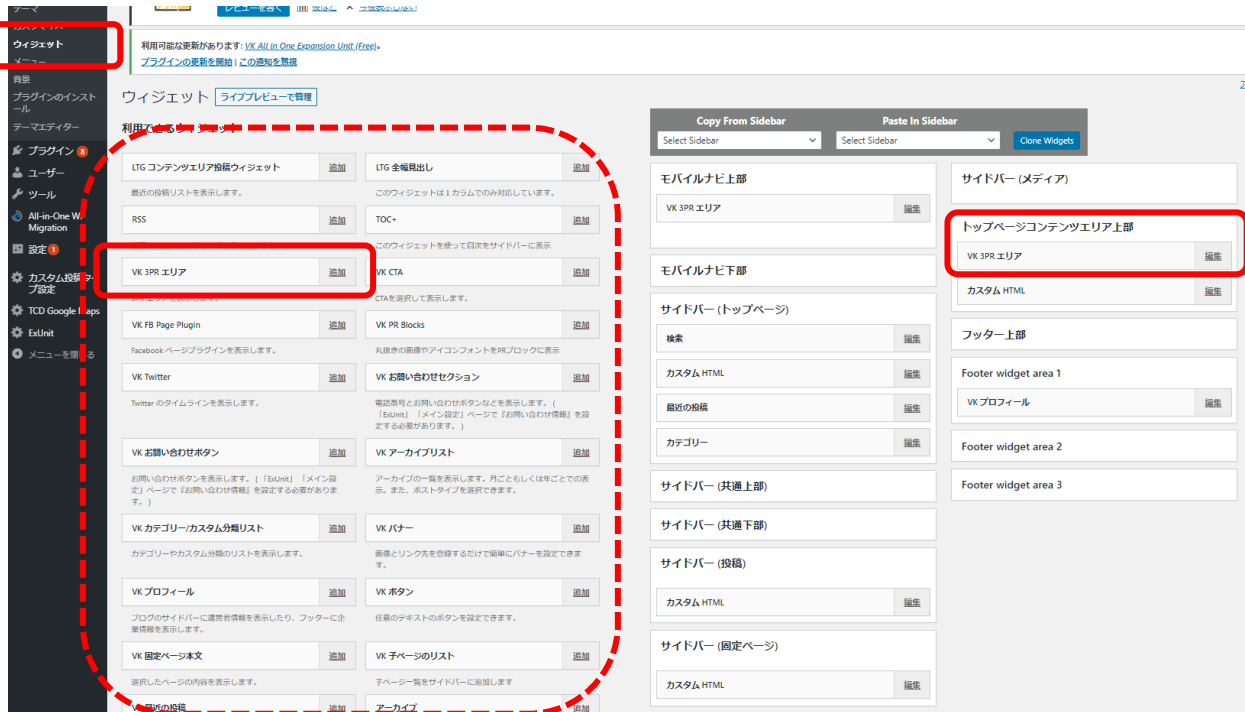 テーマ
カスタマイズ
ウィジェット
メニュー
背景
プラグインのインストール
テーマエディター
プラグイン 8
ユーザー
ツール
All-in-One W
Migration
設定 1
カスタム投稿タイプ設定
TCD Google Maps
ExUnit
メニューを閉じる
レビューを書く 後ほど × 今後表示しない
利用可能な更新があります: VK All in One Expansion Unit (Free)。
プラグインの更新を開始 | この通知を無視
ウィジェット ライブプレビューで管理
利用できるウィジェット
LTG コンテンツエリア投稿ウィジェット 追加
最近の投稿リストを表示します。
LTG 全幅見出し 追加
このウィジェットは1カラムでのみ対応しています。
RSS 追加
TOC+ 追加
このウィジェットを使って目次をサイドバーに表示
VK 3PR エリア 追加
3PR エリアを表示します。
VK CTA 追加
CTAを選択して表示します。
VK FB Page Plugin 追加
Facebook ページプラグインを表示します。
VK PR Blocks 追加
丸抜きの画像やアイコンフォントをPRブロックに表示
VK Twitter 追加
Twitter のタイムラインを表示します。
VK お問い合わせセクション 追加
電話番号とお問い合わせボタンなどを表示します。 (
「ExUnit」 「メイン設定」ページで『お問い合わせ情報』を設
定する必要があります。 )
VK お問い合わせボタン 追加
お問い合わせボタンを表示します。 ( 「ExUnit」 「メイン設
定」ページで『お問い合わせ情報』を設定する必要がありま
す。 )
VK アーカイブリスト 追加
アーカイブの一覧を表示します。月ごともしくは年ごとでの表
示。また、ポストタイプを選択できます。
VK カテゴリー/カスタム分類リスト 追加
カテゴリーやカスタム分類のリストを表示します。
VK バナー 追加
画像とリンク先を登録するだけで簡単にバナーを設定できま
す。
VK プロフィール 追加
ブログのサイドバーに運営者情報を表示したり、フッターに企
業情報を表示します。
VK ボタン 追加
任意のテキストのボタンを設定できます。
VK 固定ページ本文 追加
選択したページの内容を表示します。
VK 子ページのリスト 追加
子ページ一覧をサイドバーに追加します
VK 最近の投稿 追加
アーカイブ 追加
Copy From Sidebar Paste In Sidebar
Select Sidebar Select Sidebar Clone Widgets
モバイルナビ上部
VK 3PR エリア 編集
モバイルナビ下部
サイドバー (トップページ)
検索 編集
カスタム HTML 編集
最近の投稿 編集
カテゴリー 編集
サイドバー (共通上部)
サイドバー (共通下部)
サイドバー (投稿)
カスタム HTML 編集
サイドバー (固定ページ)
カスタム HTML 編集
サイドバー (メディア)
トップページコンテンツエリア上部
VK 3PR エリア 編集
カスタム HTML 編集
フッター上部
Footer widget area 1
VK プロフィール 編集
Footer widget area 2
Footer widget area 3